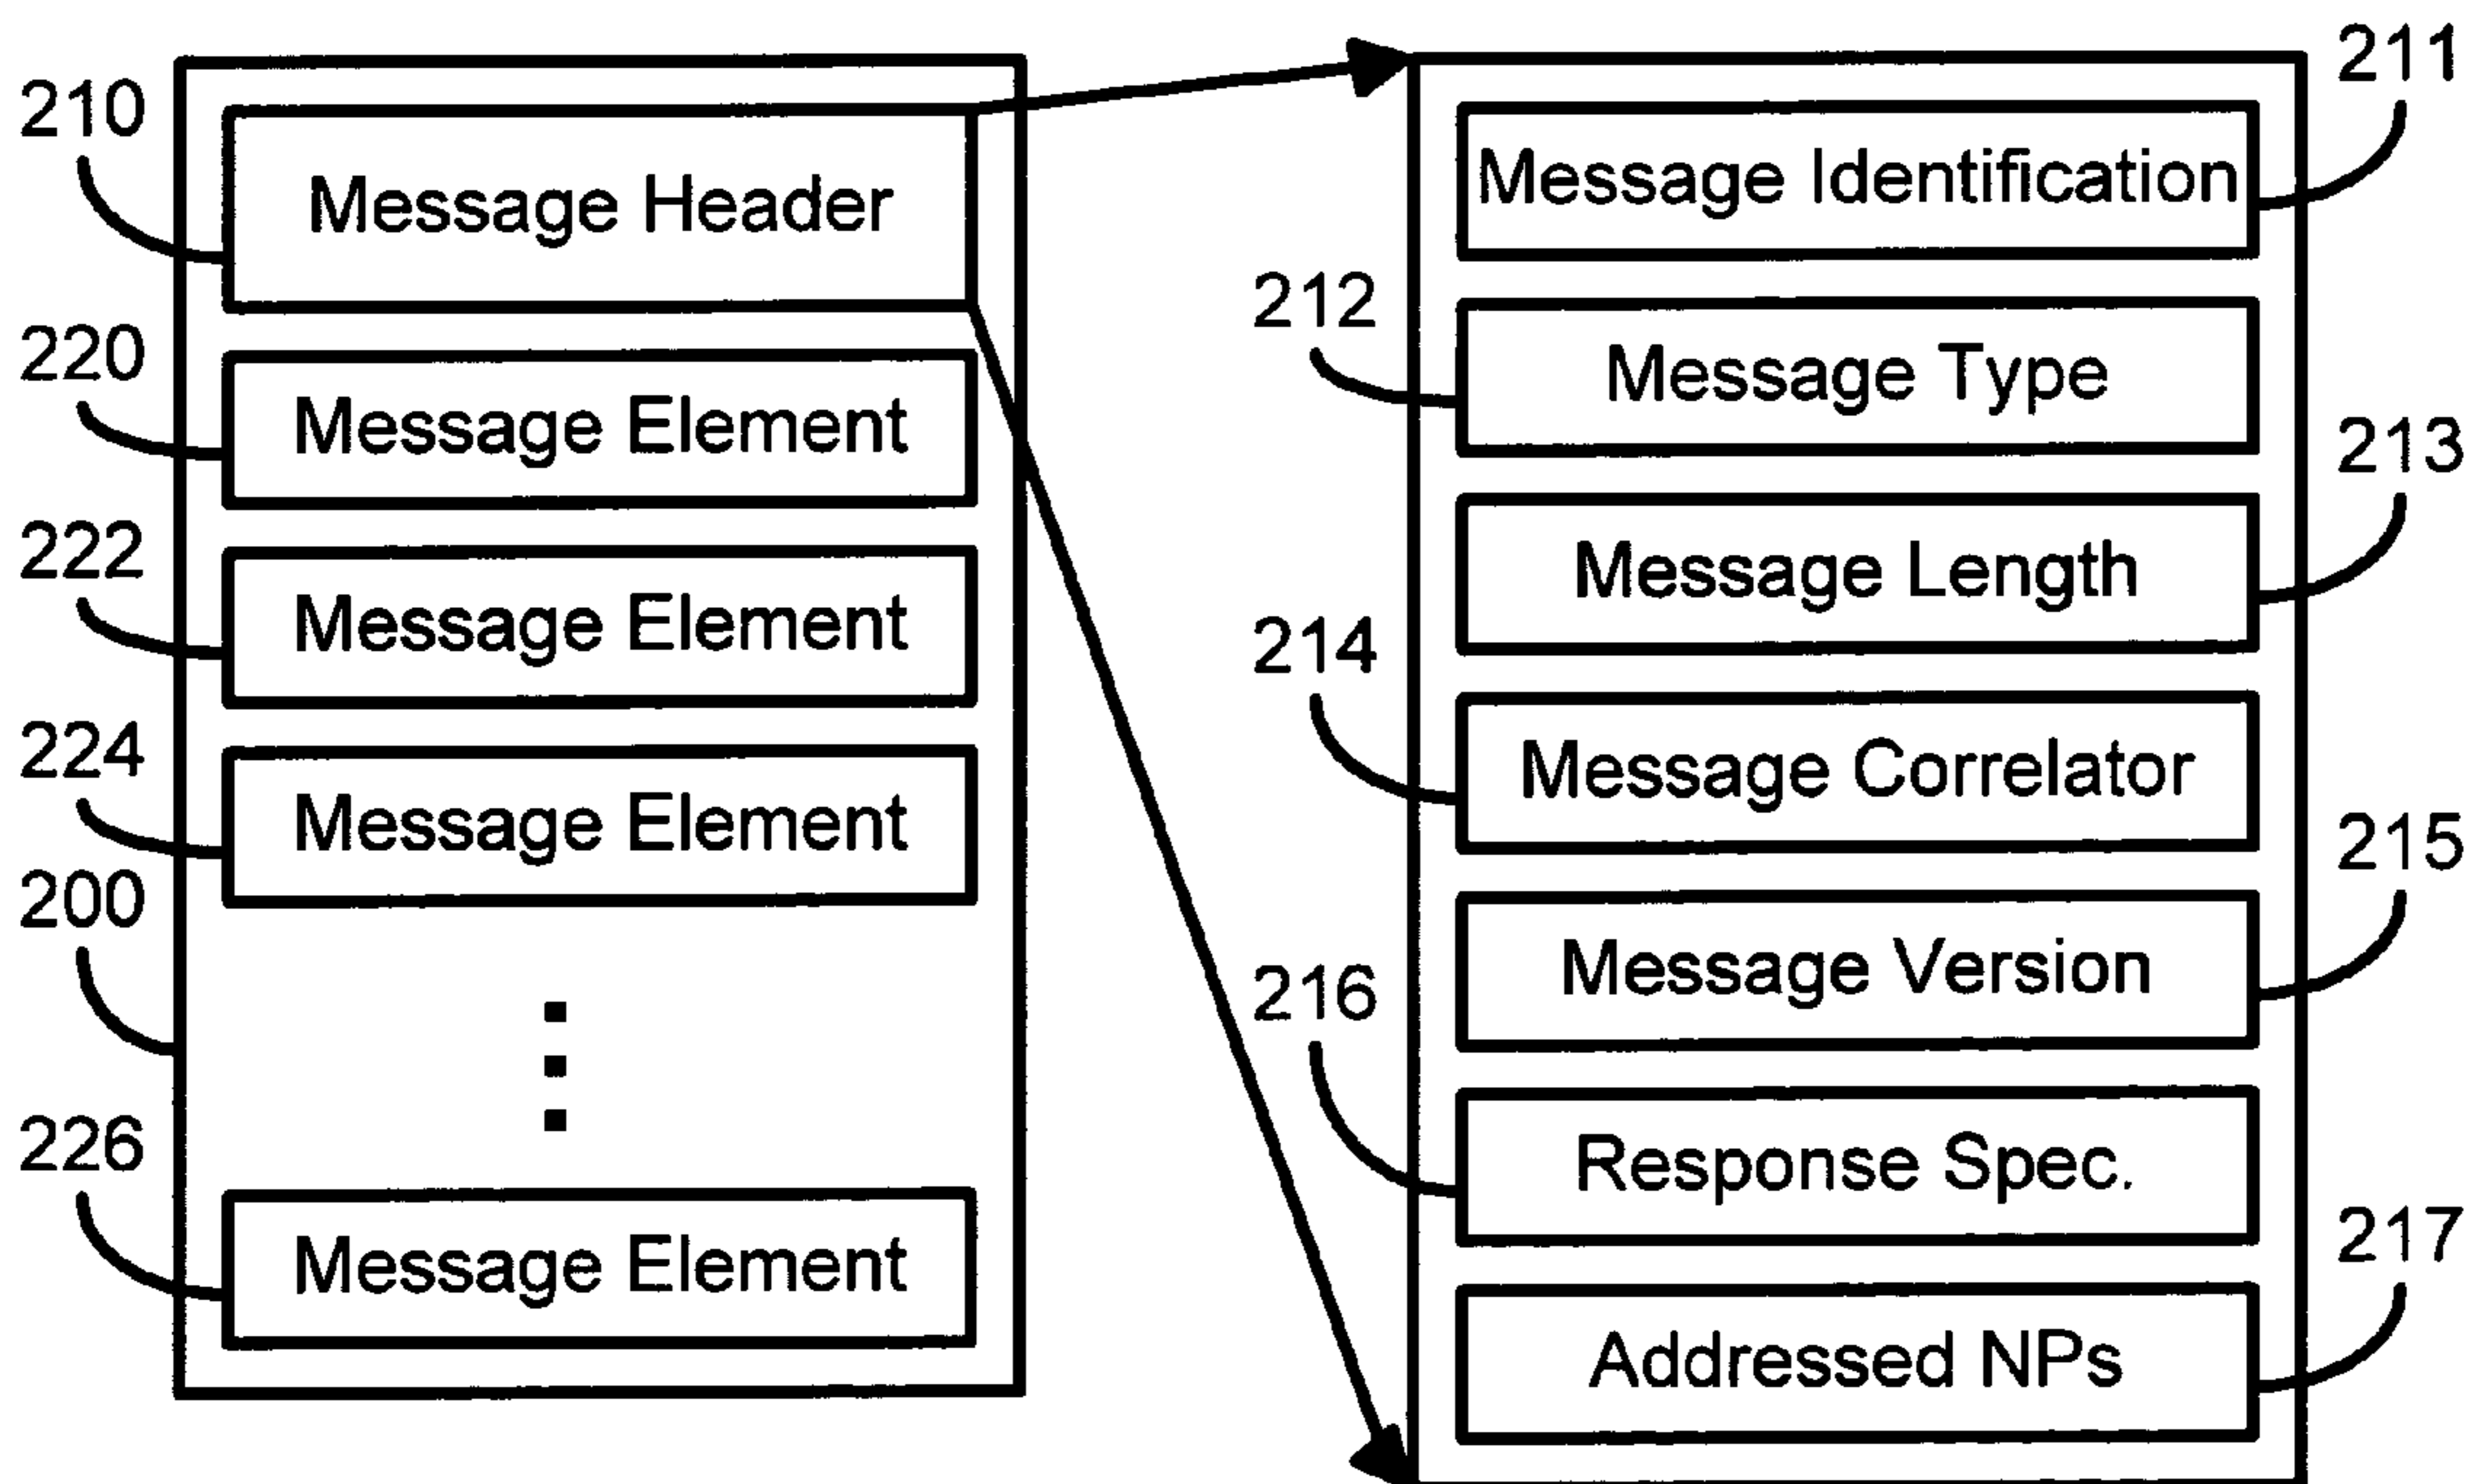 210
Message Header
220
Message Element
222
Message Element
224
Message Element
200
226
Message Element
211
Message Identification
212
Message Type
213
Message Length
214
Message Correlator
215
Message Version
216
Response Spec.
217
Addressed NPs